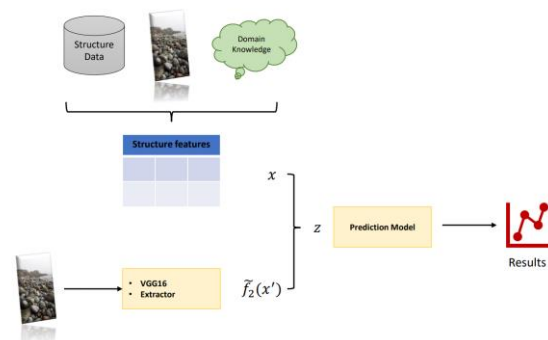 Structure
Data
Domain
Knowledge
Structure features
x
z
Prediction Model
Results
• VGG16
• Extractor
f̃₂(x′)